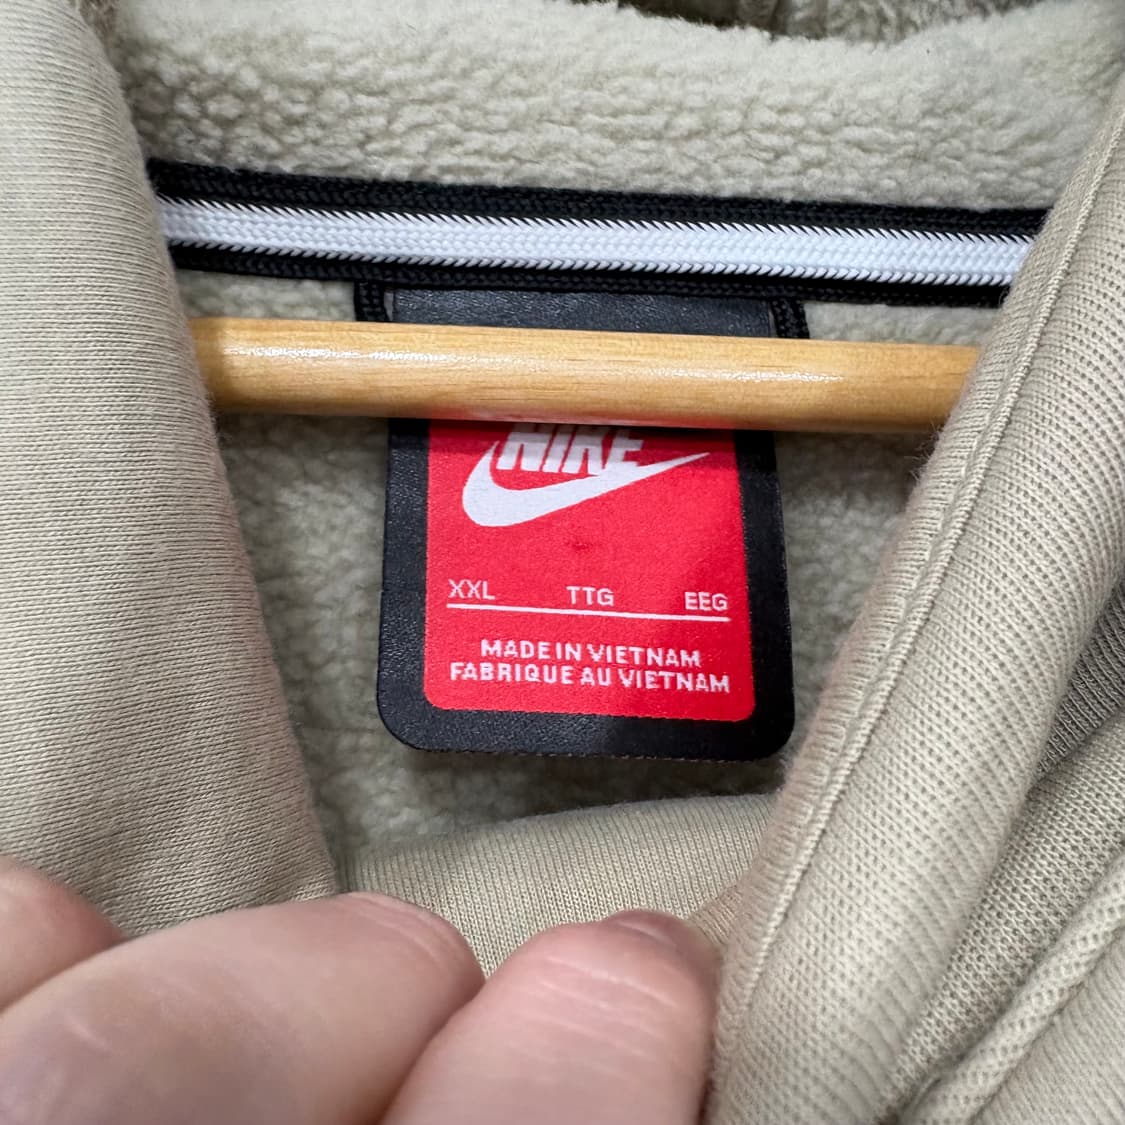 NIKE
XXL TTG EEG
MADE IN VIETNAM
FABRIQUE AU VIETNAM